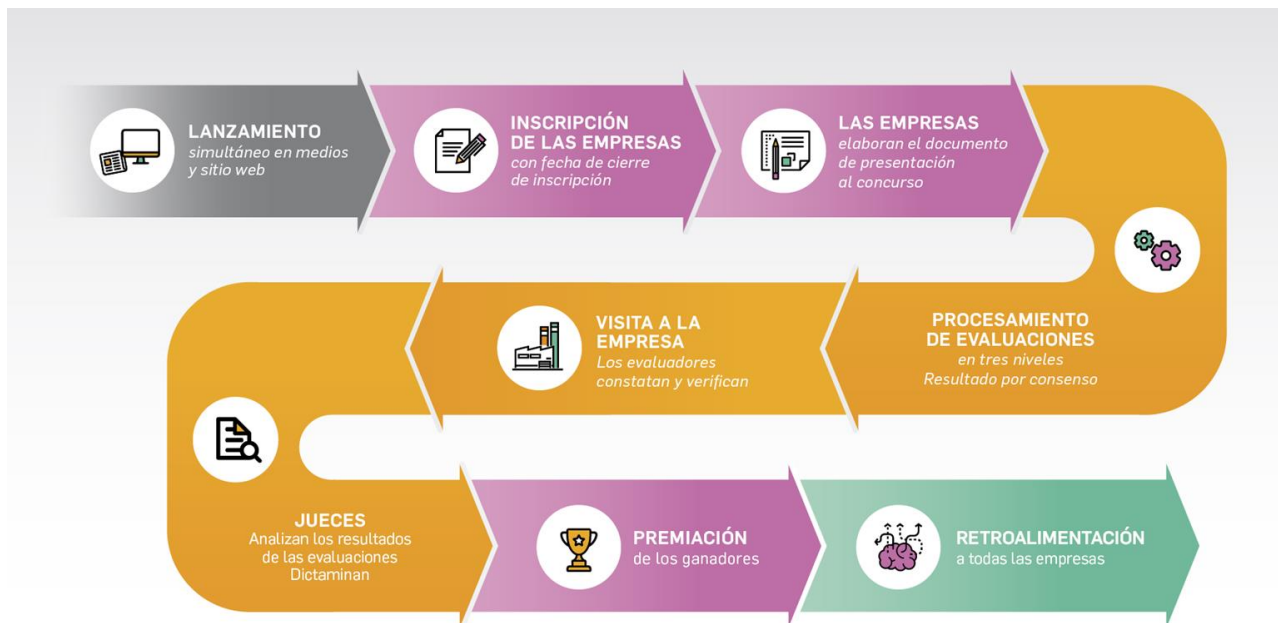 LANZAMIENTO
simultáneo en medios
y sitio web
INSCRIPCIÓN
DE LAS EMPRESAS
con fecha de cierre
de inscripción
LAS EMPRESAS
elaboran el documento
de presentación
al concurso
PROCESAMIENTO
DE EVALUACIONES
en tres niveles
Resultado por consenso
VISITA A LA
EMPRESA
Los evaluadores
constatan y verifican
JUECES
Analizan los resultados
de las evaluaciones
Dictaminan
PREMIACIÓN
de los ganadores
RETROALIMENTACIÓN
a todas las empresas